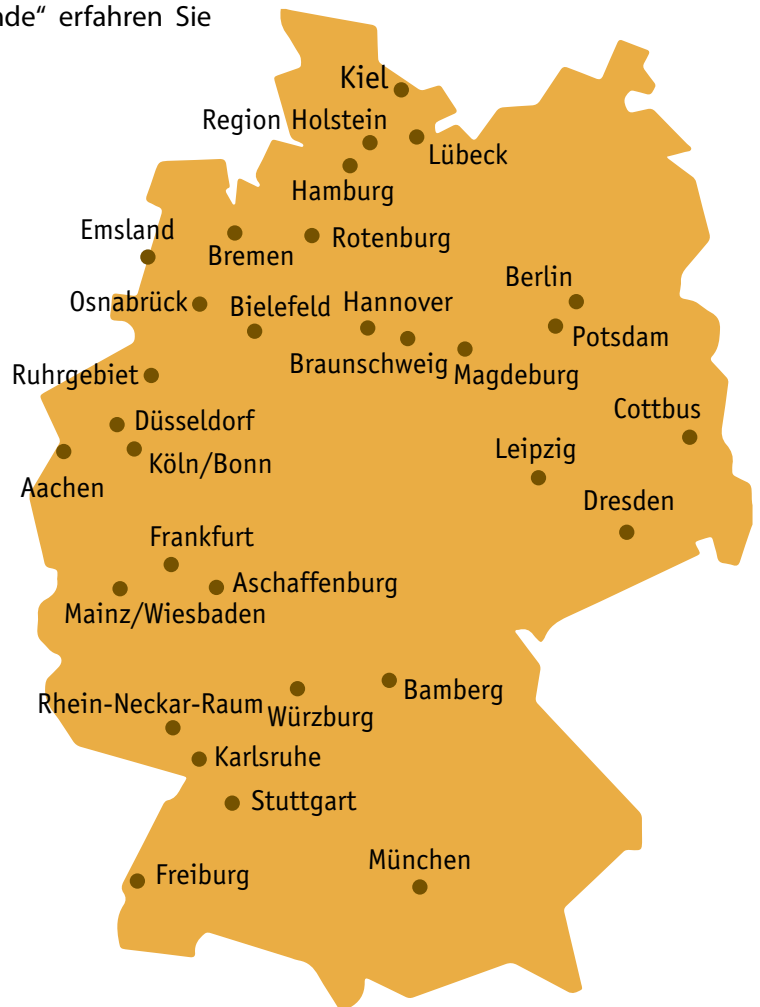 nde“ erfahren Sie
Kiel
Region Holstein
Lübeck
Hamburg
Emsland
Bremen
Rotenburg
Berlin
Osnabrück
Bielefeld
Hannover
Potsdam
Braunschweig
Magdeburg
Ruhrgebiet
Cottbus
Düsseldorf
Leipzig
Köln/Bonn
Aachen
Dresden
Frankfurt
Aschaffenburg
Mainz/Wiesbaden
Bamberg
Rhein-Neckar-Raum
Würzburg
Karlsruhe
Stuttgart
München
Freiburg